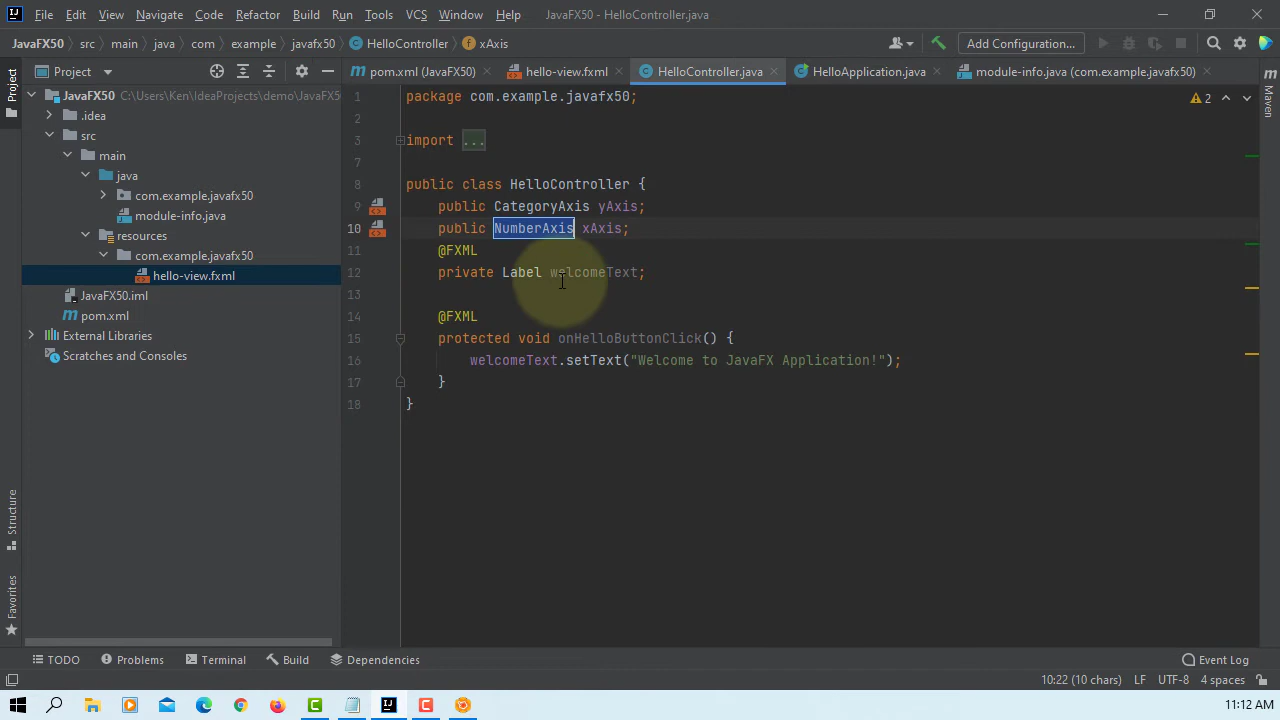 File Edit View Navigate Code Refactor Build Run Tools VCS Window Help JavaFX50 - HelloController.java
JavaFX50 src main java com example javafx50 HelloController xAxis Add Configuration...
Project pom.xml (JavaFX50) hello-view.fxml HelloController.java HelloApplication.java module-info.java (com.example.javafx50)
Project
Maven
Structure
Favorites
JavaFX50 C:\Users\Ken\IdeaProjects\demo\JavaFX5
.idea
src
main
java
com.example.javafx50
module-info.java
resources
com.example.javafx50
hello-view.fxml
JavaFX50.iml
pom.xml
External Libraries
Scratches and Consoles
2
1 package com.example.javafx50;
2
3 import ...
7
8 public class HelloController {
9 public CategoryAxis yAxis;
10 public NumberAxis xAxis;
11 @FXML
12 private Label welcomeText;
13
14 @FXML
15 protected void onHelloButtonClick() {
16 welcomeText.setText("Welcome to JavaFX Application!");
17 }
18 }
TODO Problems Terminal Build Dependencies Event Log
10:22 (10 chars) LF UTF-8 4 spaces
11:12 AM